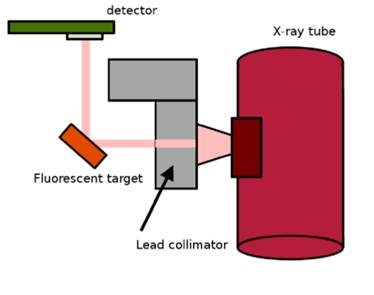 detector
X-ray tube
Fluorescent target
Lead collimator